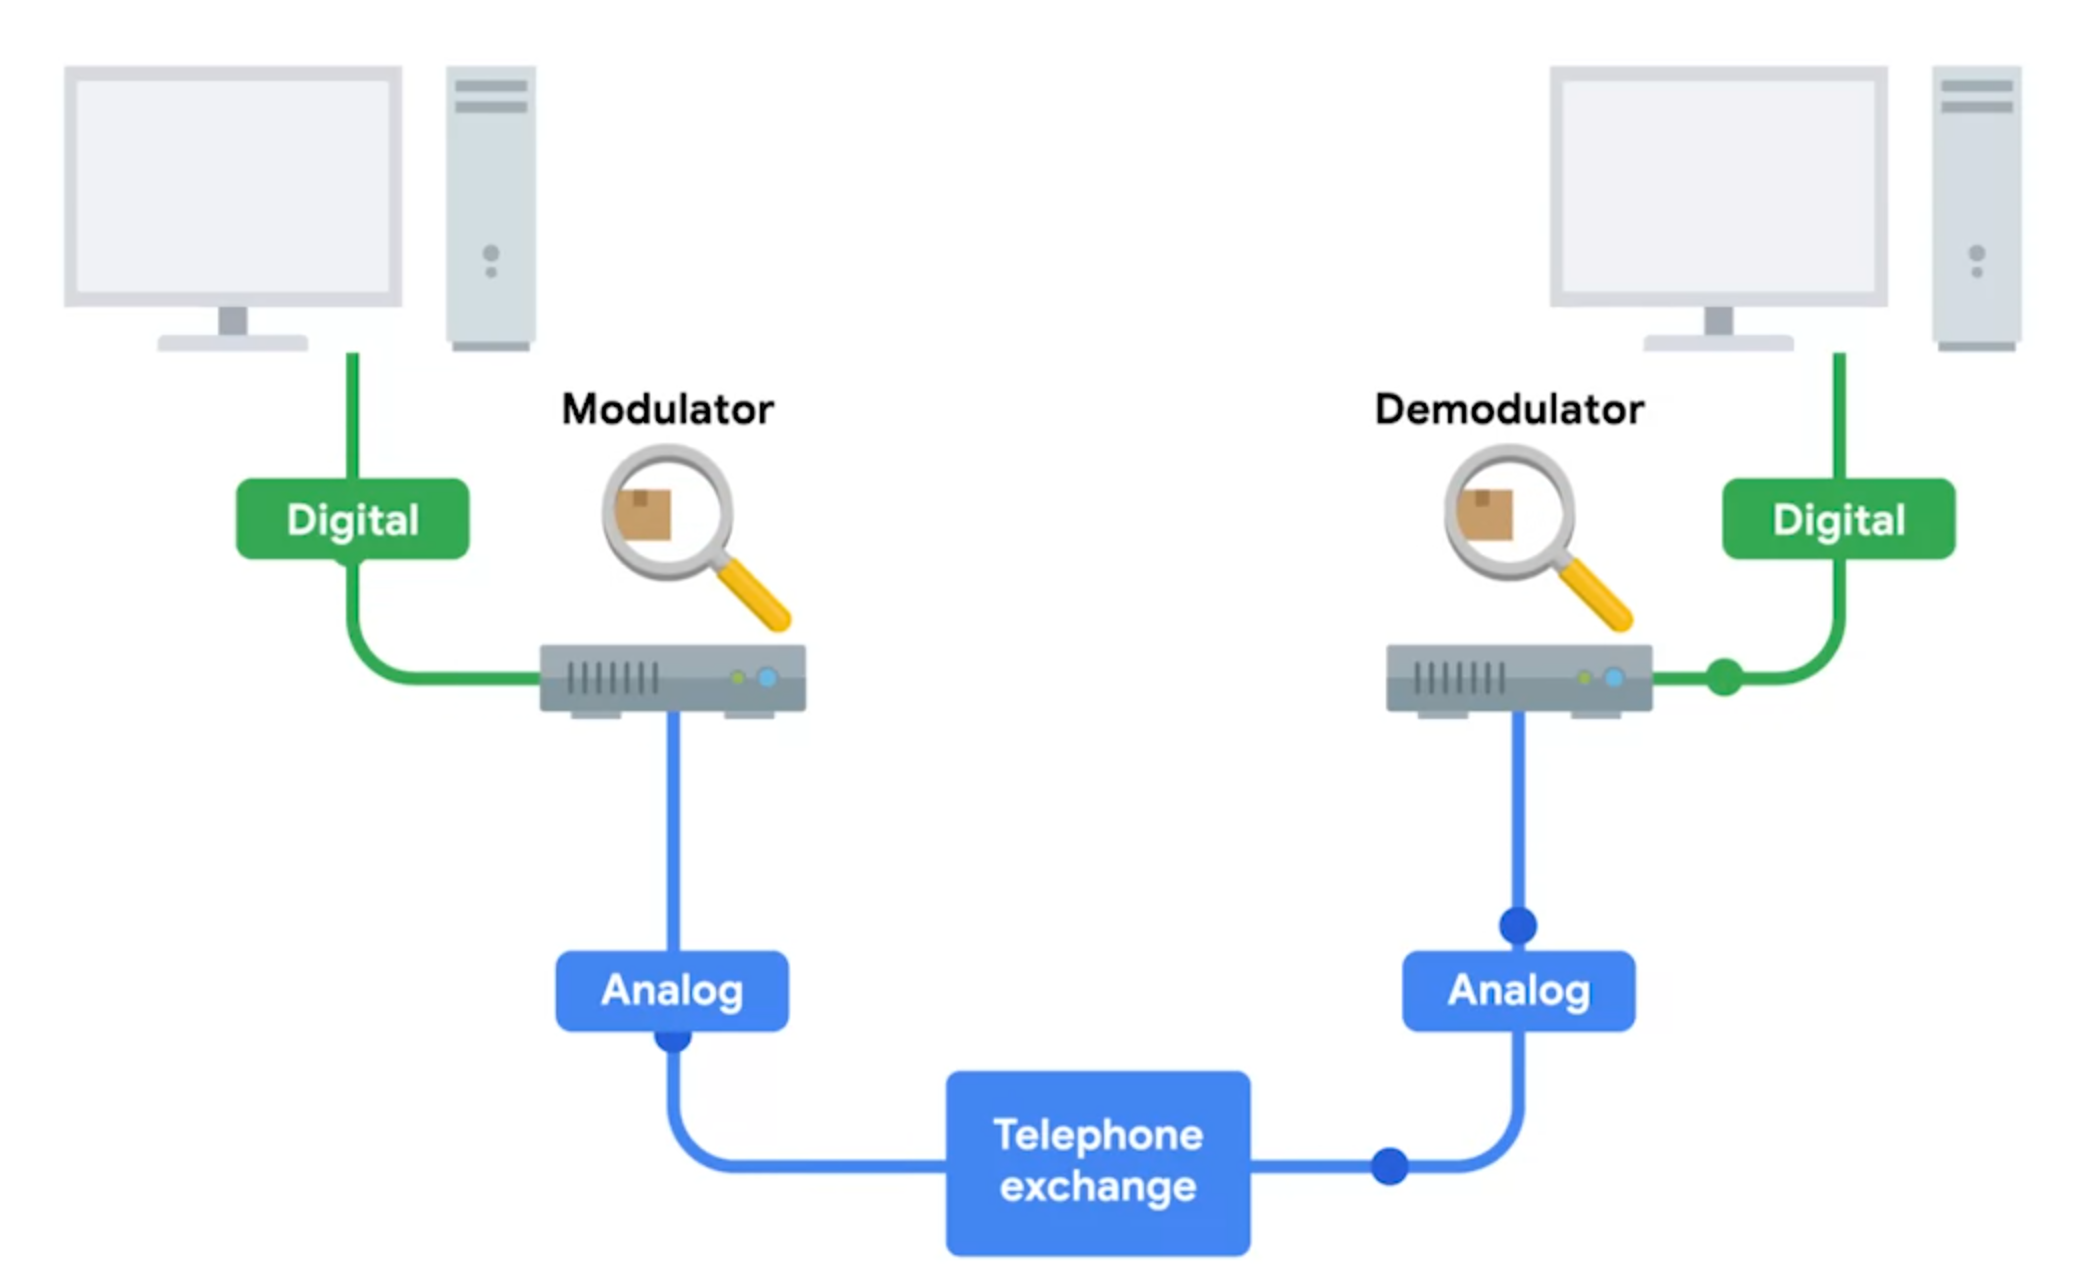 Modulator
Demodulator
Digital
Digital
Analog
Analog
Telephone
exchange